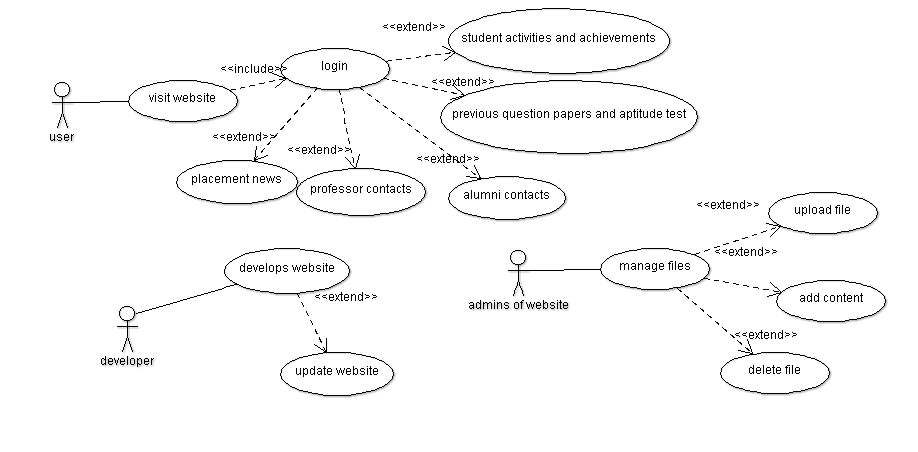 <<extend>>
student activities and achievements
<<include>>
login
<<extend>>
visit website
previous question papers and aptitude test
user
<<extend>>
<<extend>>
<<extend>>
placement news
professor contacts
alumni contacts
<<extend>>
upload file
<<extend>>
develops website
manage files
<<extend>>
add content
admins of website
developer
<<extend>>
update website
delete file